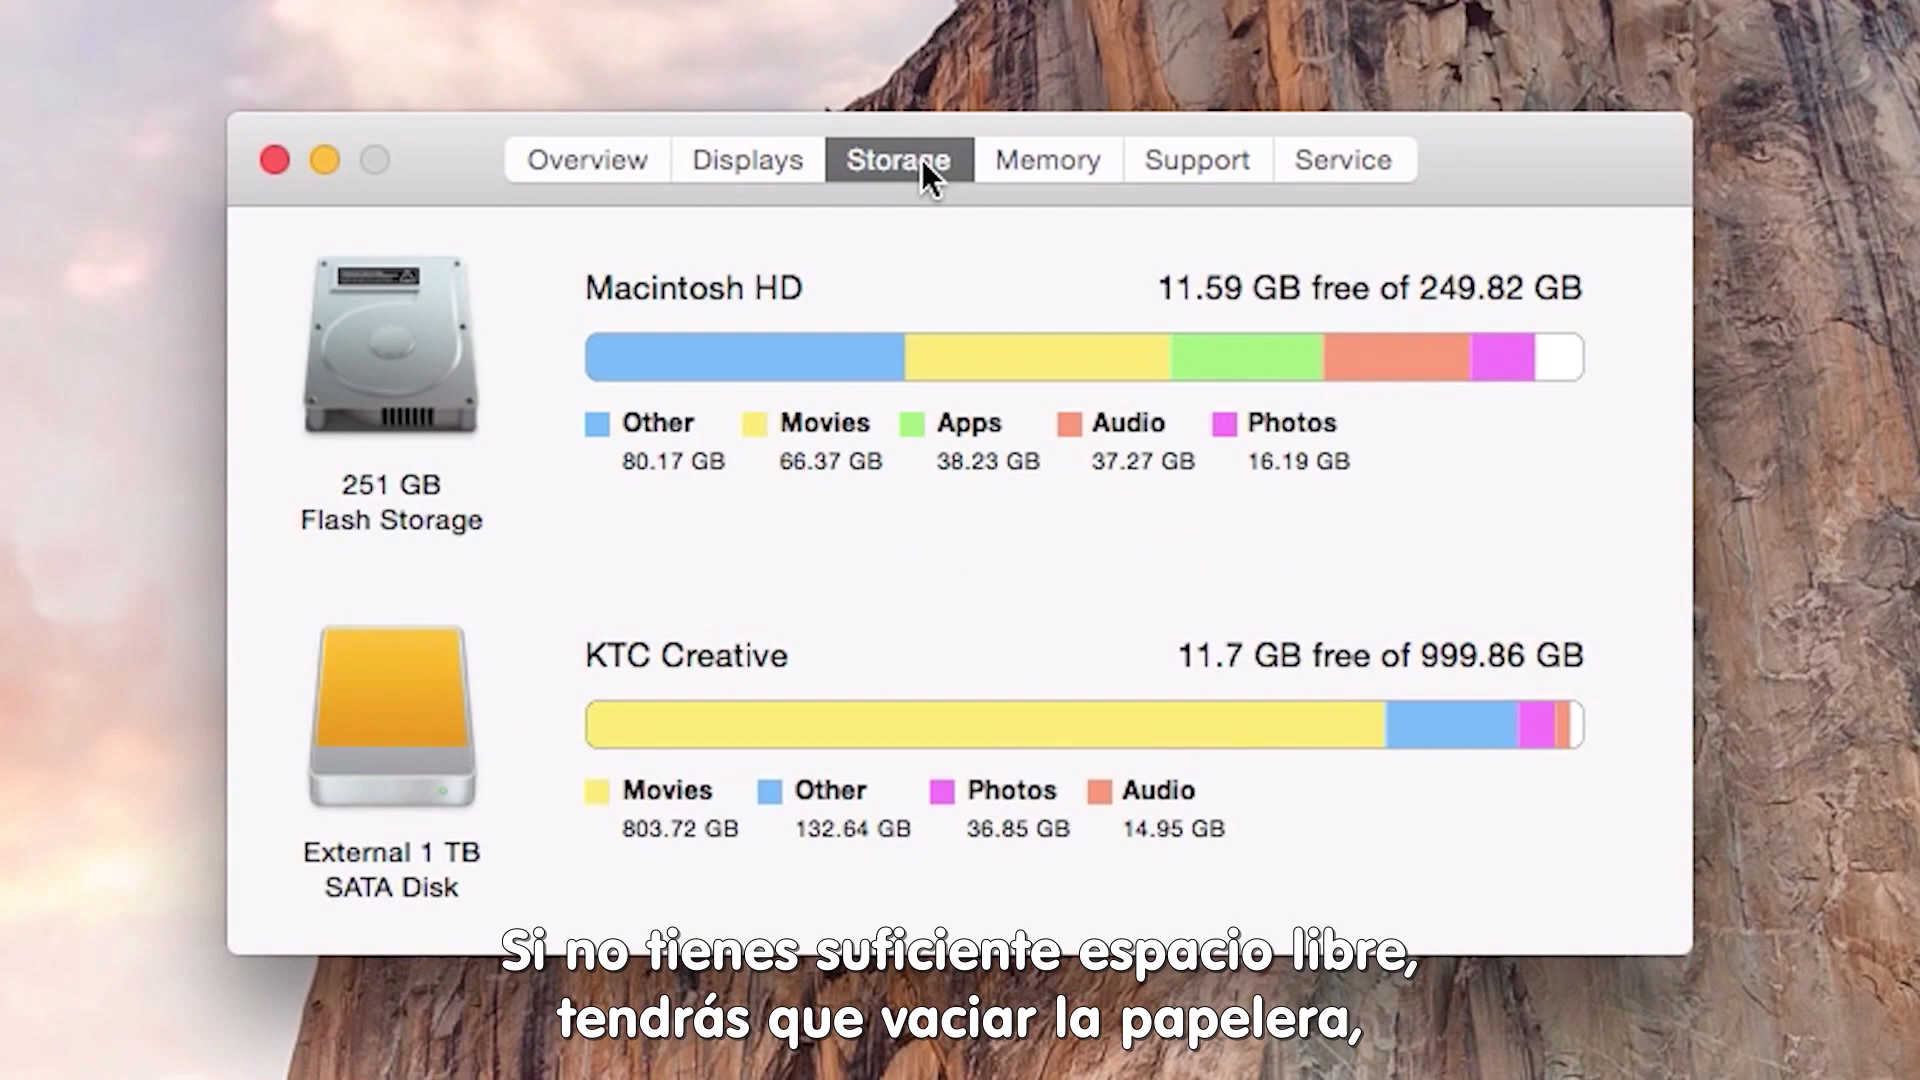 Overview Displays Storage Memory Support Service
Macintosh HD 11.59 GB free of 249.82 GB
Other Movies Apps Audio Photos
80.17 GB 66.37 GB 38.23 GB 37.27 GB 16.19 GB
251 GB
Flash Storage
KTC Creative 11.7 GB free of 999.86 GB
Movies Other Photos Audio
803.72 GB 132.64 GB 36.85 GB 14.95 GB
External 1 TB
SATA Disk
Si no tienes suficiente espacio libre,
tendrás que vaciar la papelera,